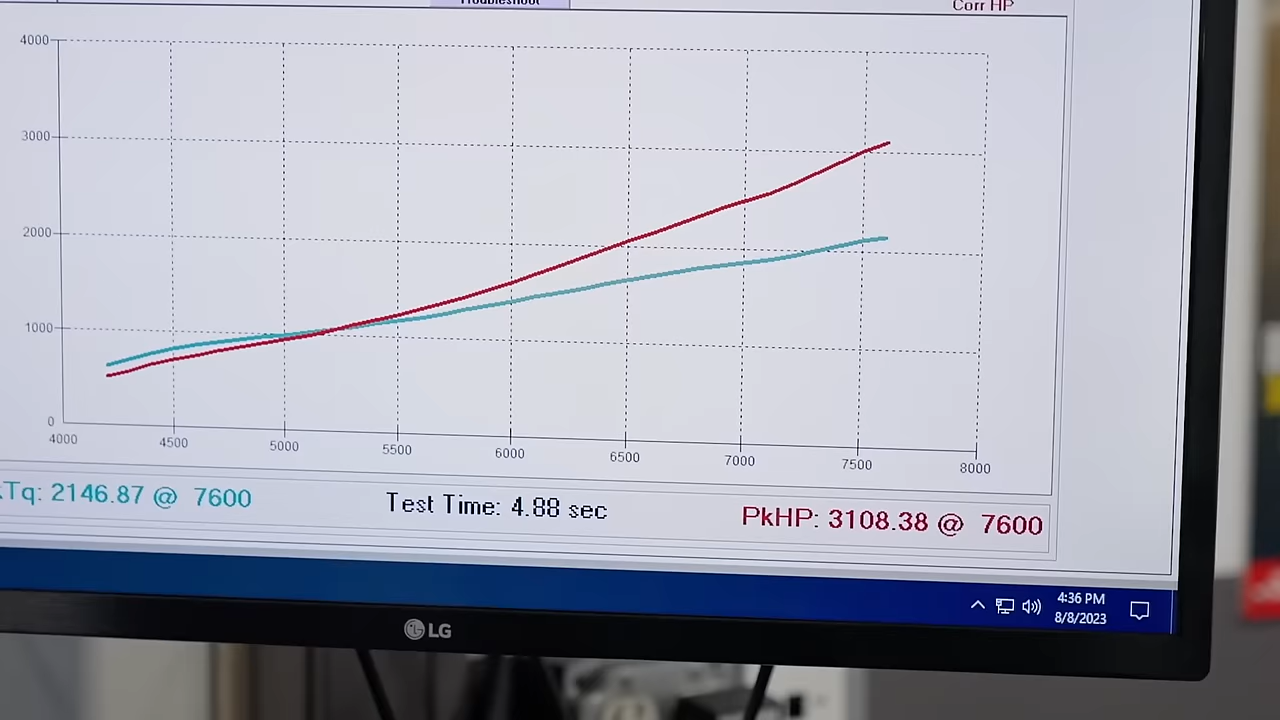 Troubleshoot
Corr HP
4000
3000
2000
1000
0
4000 4500 5000 5500 6000 6500 7000 7500 8000
Tq: 2146.87 @ 7600
Test Time: 4.88 sec
PkHP: 3108.38 @ 7600
4:36 PM
8/8/2023
LG